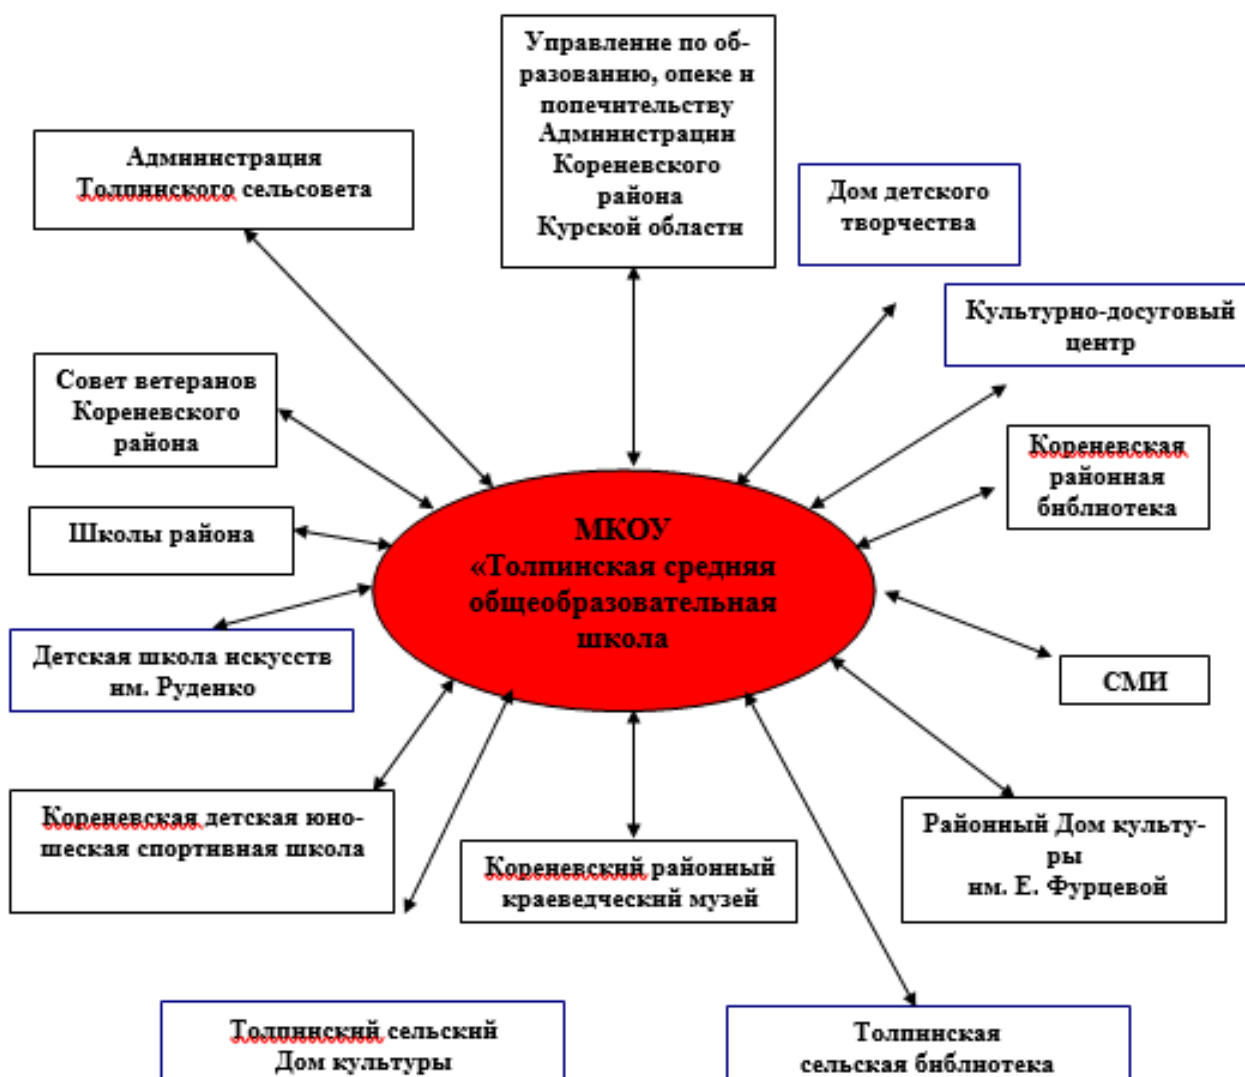 Управление по об-
разованию, опеке и
попечительству
Администрации
Кореневского
района
Курской области
Администрация
Толпинского сельсовета
Дом детского
творчества
Культурно-досуговый
центр
Совет ветеранов
Кореневского
района
Кореневская
районная
библиотека
Школы района
МКОУ
«Толпинская средняя
общеобразовательная
школа
Детская школа искусств
им. Руденко
СМИ
Кореневская детская юно-
шеская спортивная школа
Кореневский районный
краеведческий музей
Районный Дом культу-
ры
им. Е. Фурцевой
Толпинский сельский
Дом культуры
Толпинская
сельская библиотека